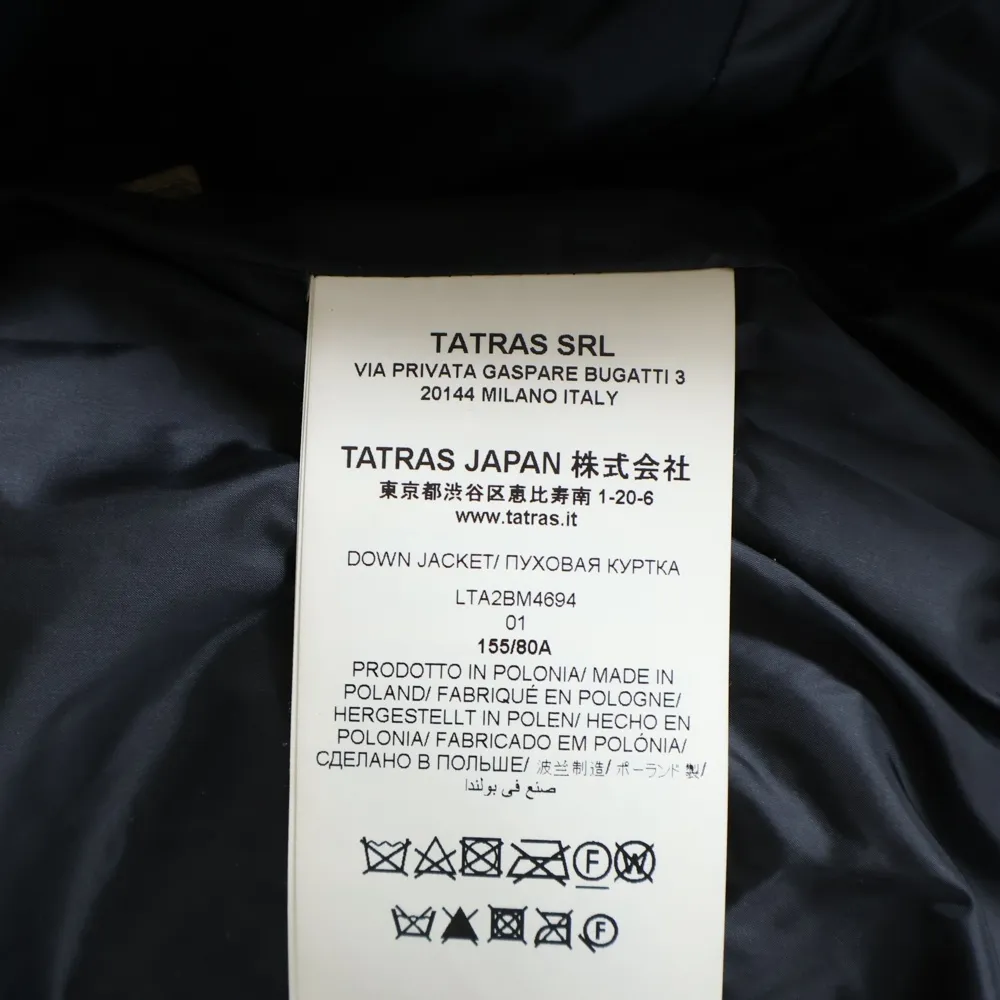 TATRAS SRL
VIA PRIVATA GASPARE BUGATTI 3
20144 MILANO ITALY
TATRAS JAPAN 株式会社
東京都渋谷区恵比寿南 1-20-6
www.tatras.it
DOWN JACKET/ ПУХОВАЯ КУРТКА
LTA2BM4694
01
155/80A
PRODOTTO IN POLONIA/ MADE IN
POLAND/ FABRIQUÉ EN POLOGNE/
HERGESTELLT IN POLEN/ HECHO EN
POLONIA/ FABRICADO EM POLÓNIA/
СДЕЛАНО В ПОЛЬШЕ/ 波兰制造/ ポーランド製/
صنع في بولندا
F W
F